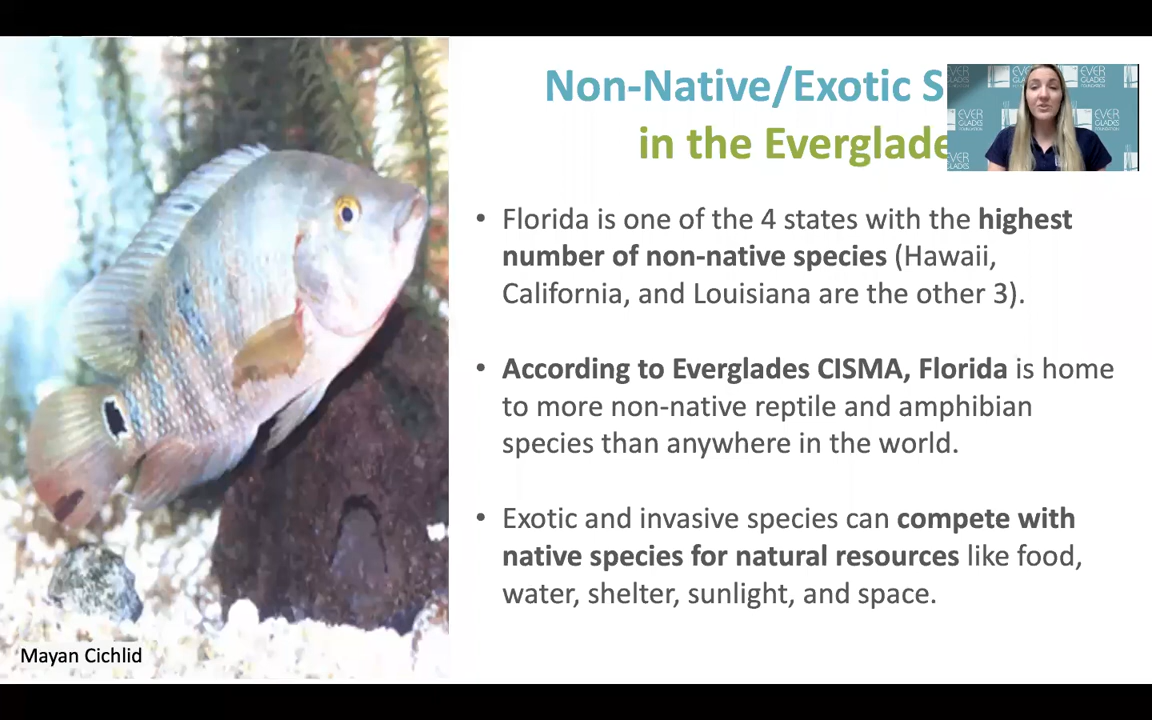 Non-Native/Exotic S
in the Everglade
• Florida is one of the 4 states with the highest
number of non-native species (Hawaii,
California, and Louisiana are the other 3).
• According to Everglades CISMA, Florida is home
to more non-native reptile and amphibian
species than anywhere in the world.
• Exotic and invasive species can compete with
native species for natural resources like food,
water, shelter, sunlight, and space.
Mayan Cichlid
EVER
GLADES
FOUNDATION